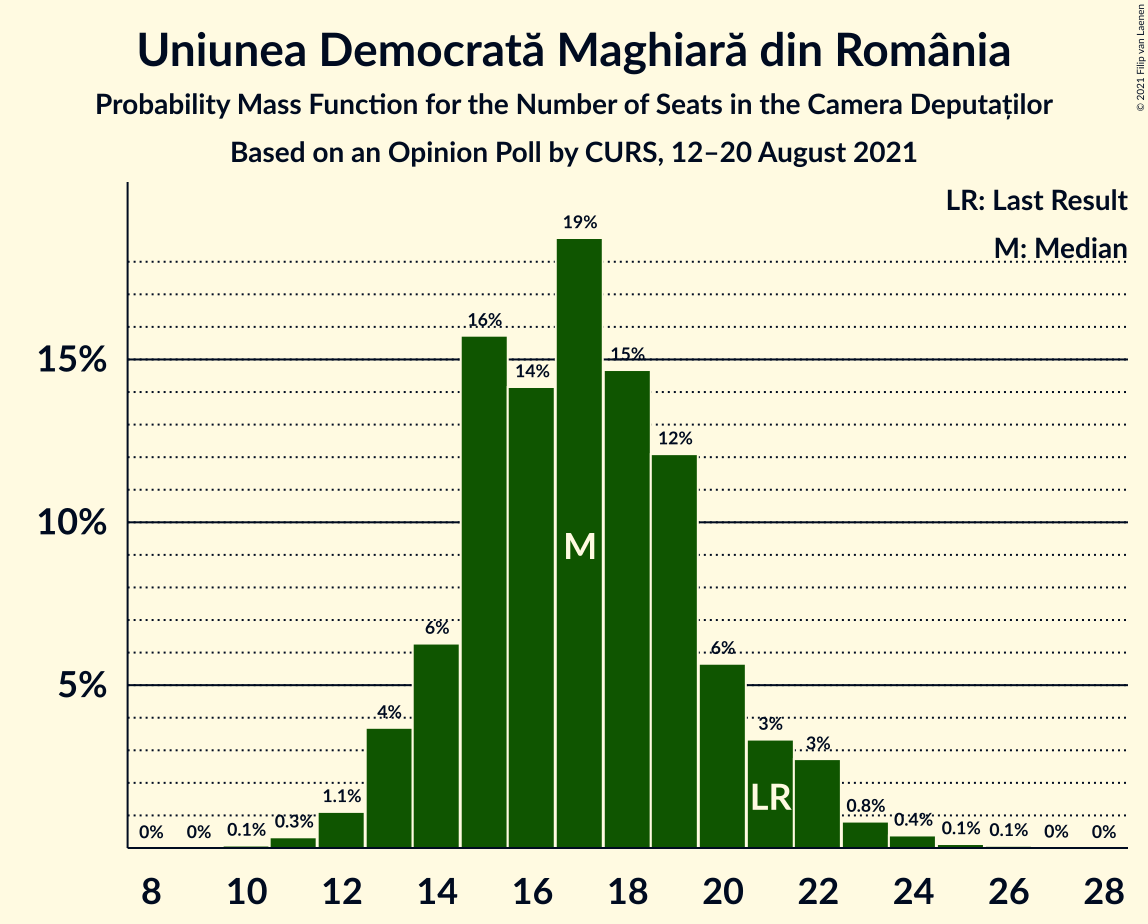 Uniunea Democrată Maghiară din România
Probability Mass Function for the Number of Seats in the Camera Deputaților
Based on an Opinion Poll by CURS, 12–20 August 2021
© 2021 Filip van Laenen
LR: Last Result
M: Median
15%
10%
5%
0% 0% 0.1% 0.3% 1.1% 4% 6% 16% 14% 19% 15% 12% 6% 3% 3% 0.8% 0.4% 0.1% 0.1% 0% 0%
M
LR
8 10 12 14 16 18 20 22 24 26 28